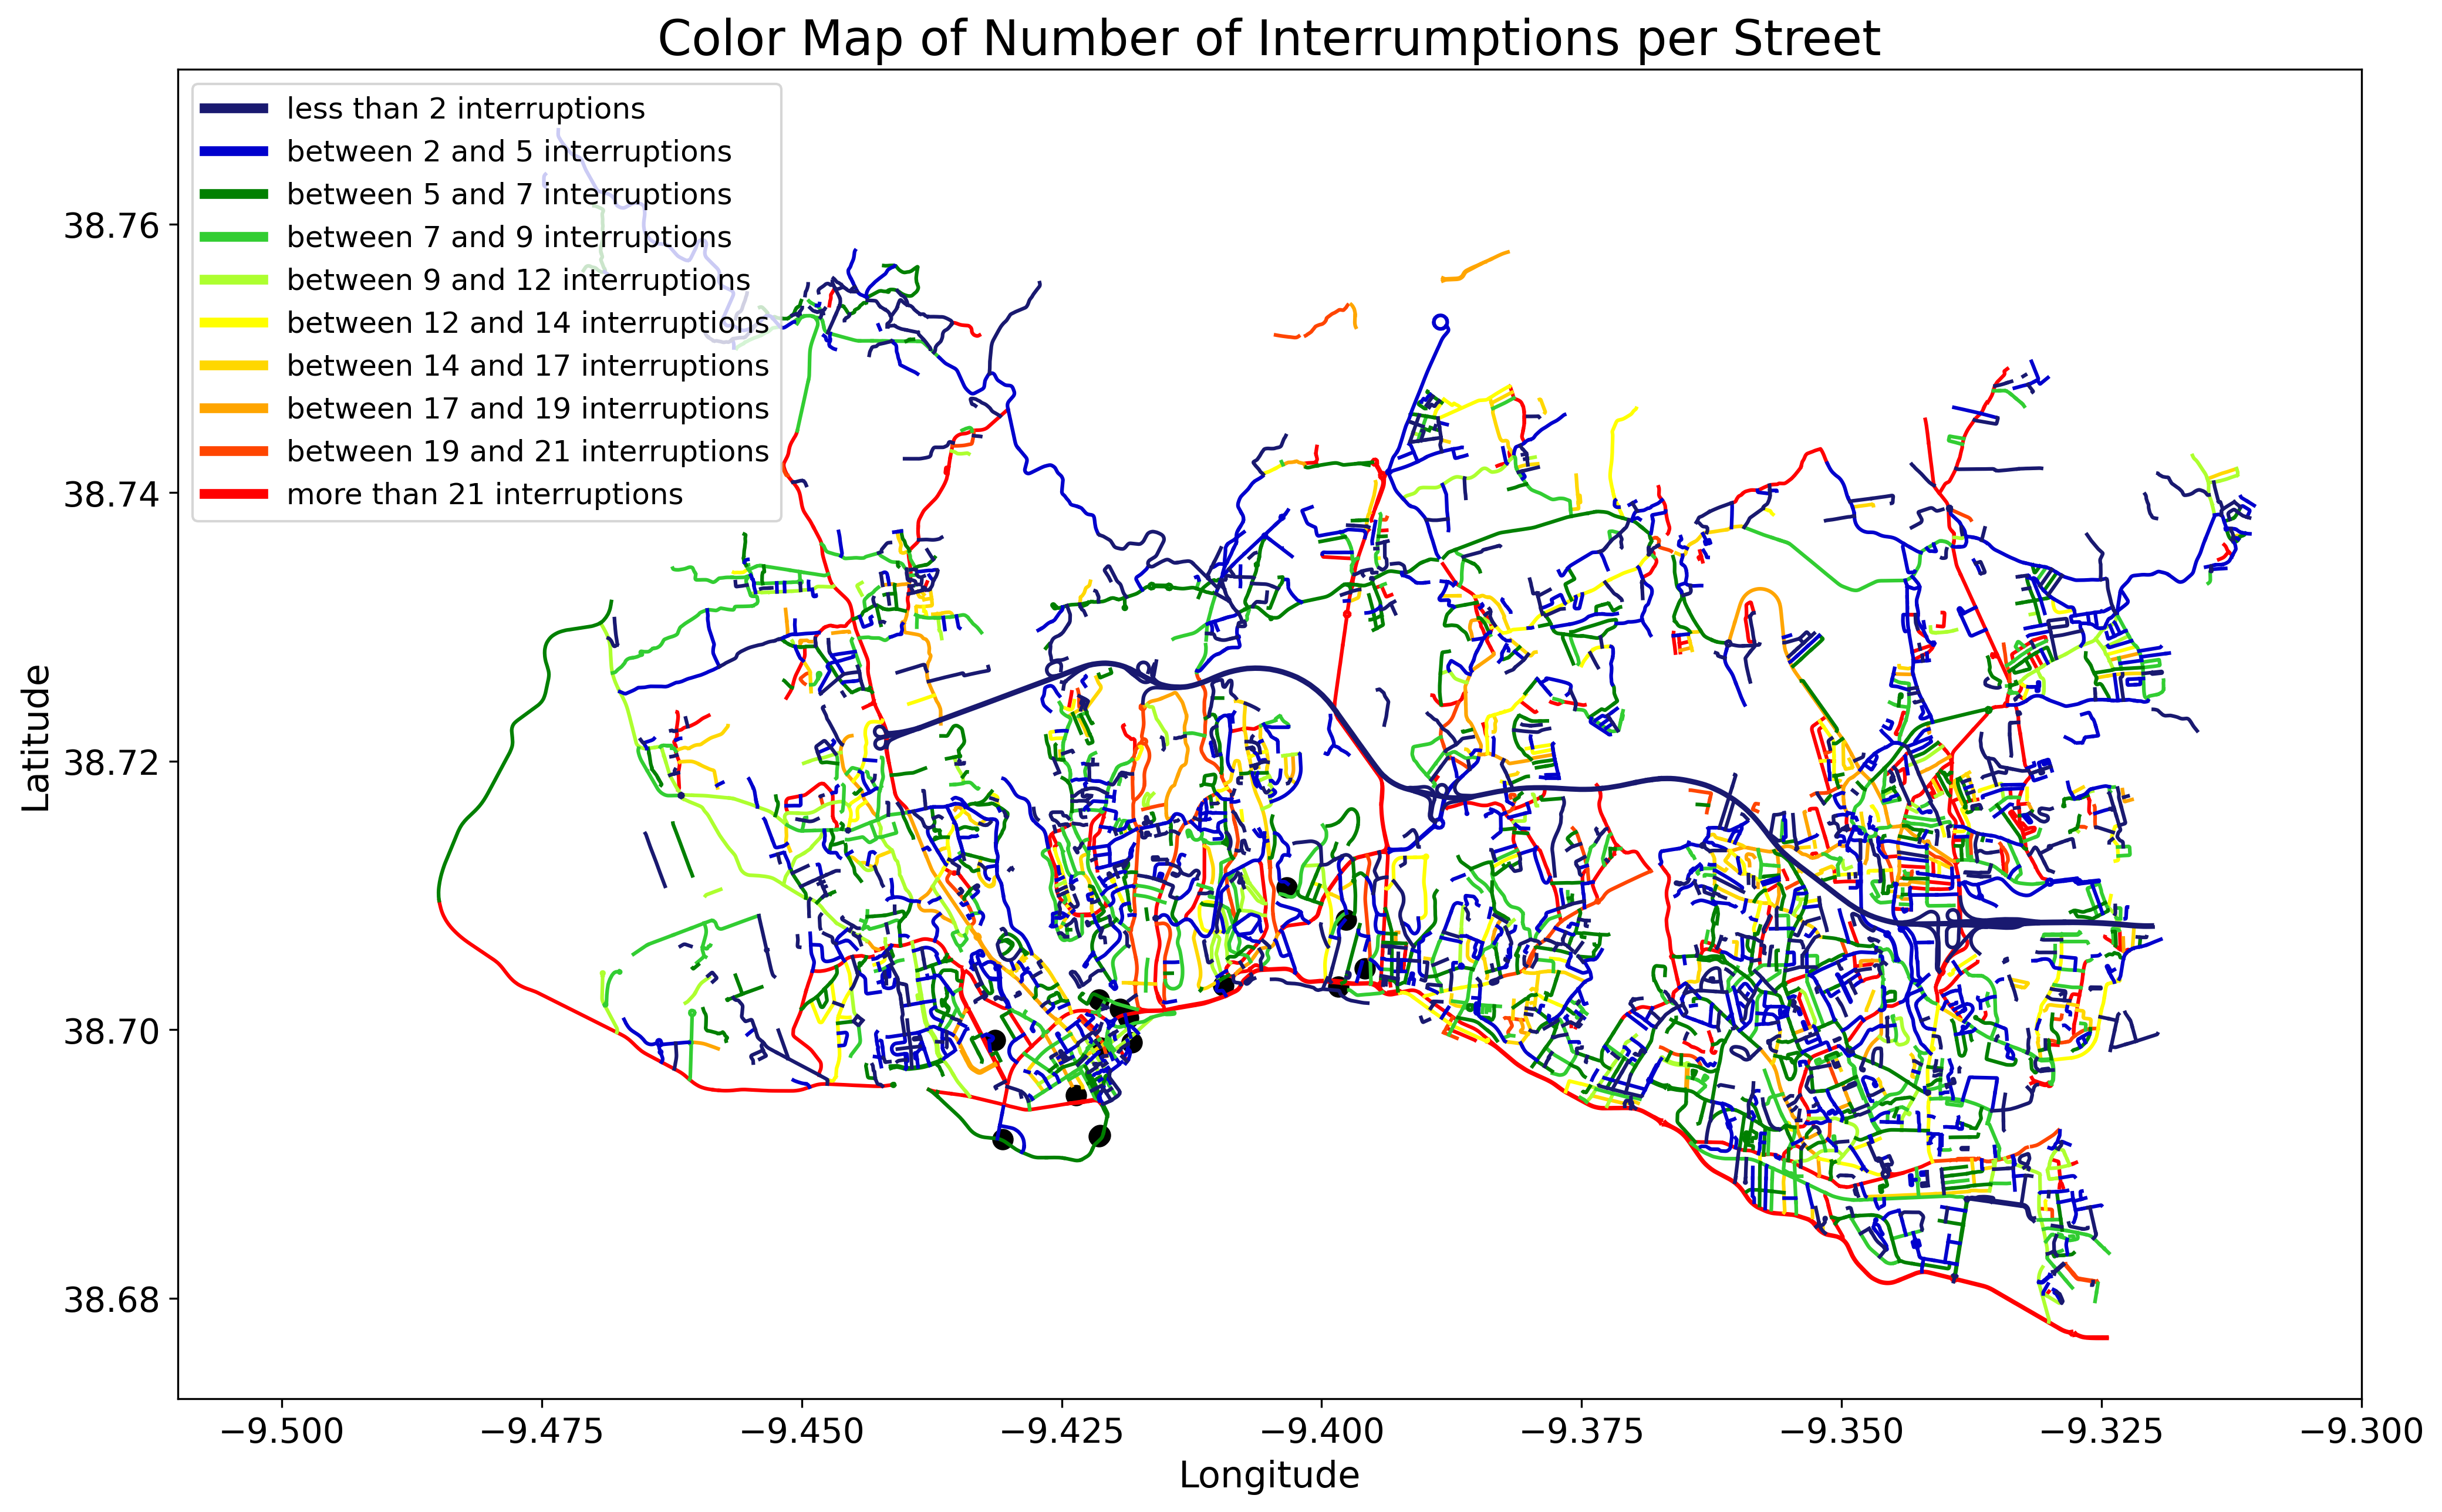 Color Map of Number of Interrumptions per Street
less than 2 interruptions
between 2 and 5 interruptions
between 5 and 7 interruptions
between 7 and 9 interruptions
between 9 and 12 interruptions
between 12 and 14 interruptions
between 14 and 17 interruptions
between 17 and 19 interruptions
between 19 and 21 interruptions
more than 21 interruptions
38.76
38.74
38.72
38.70
38.68
Latitude
−9.500
−9.475
−9.450
−9.425
−9.400
−9.375
−9.350
−9.325
−9.300
Longitude